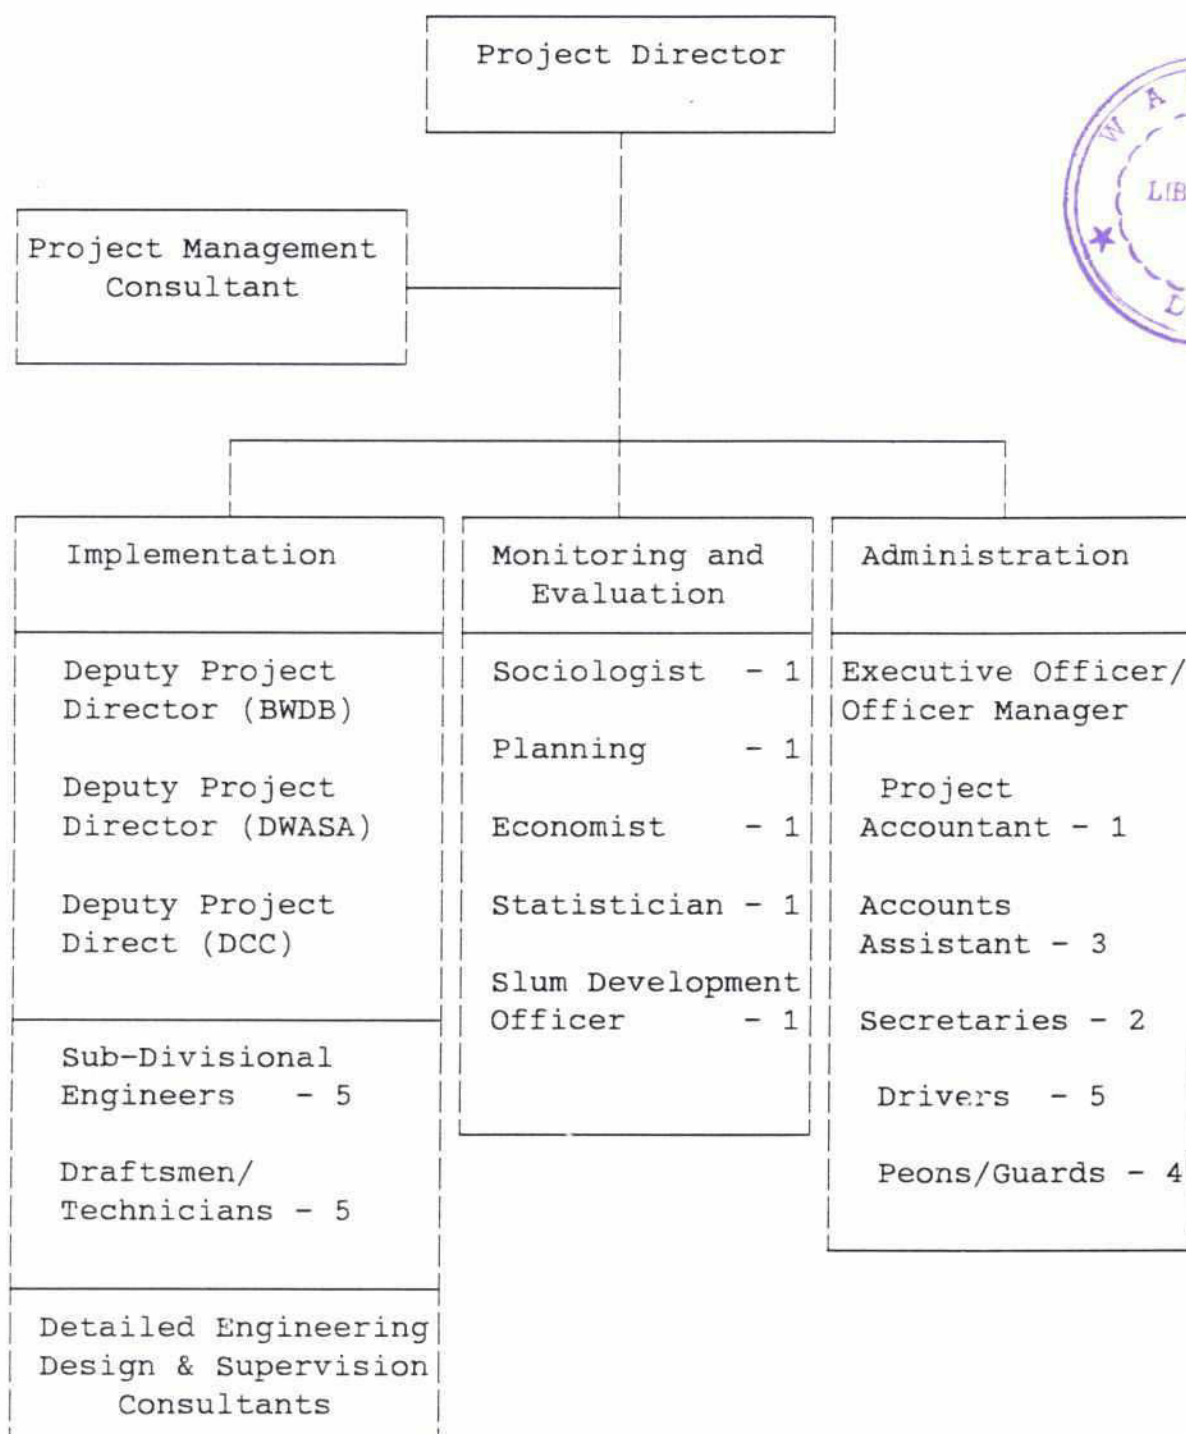 Project Director
Project Management
Consultant
Implementation
Deputy Project
Director (BWDB)
Deputy Project
Director (DWASA)
Deputy Project
Direct (DCC)
Sub-Divisional
Engineers - 5
Draftsmen/
Technicians - 5
Detailed Engineering
Design & Supervision
Consultants
Monitoring and
Evaluation
Sociologist - 1
Planning - 1
Economist - 1
Statistician - 1
Slum Development
Officer - 1
Administration
Executive Officer/
Officer Manager
Project
Accountant - 1
Accounts
Assistant - 3
Secretaries - 2
Drivers - 5
Peons/Guards - 4